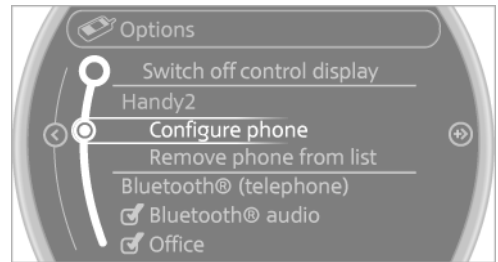 Options
Switch off control display
Handy2
Configure phone
Remove phone from list
Bluetooth® (telephone)
Bluetooth® audio
Office